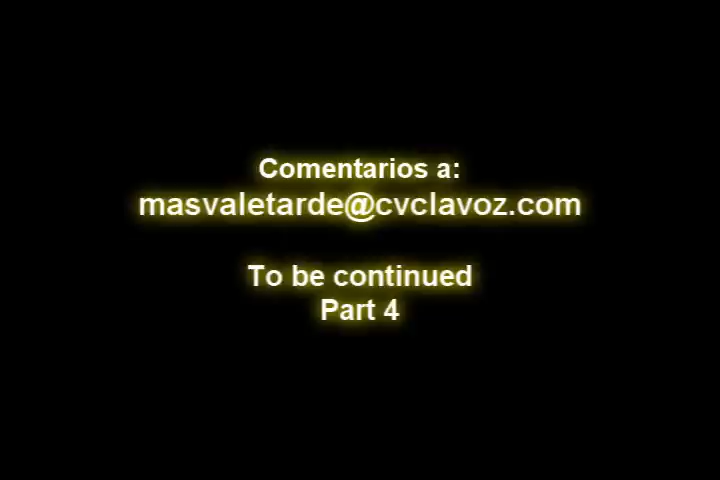 Comentarios a:
masvaletarde@cvclavoz.com
To be continued
Part 4